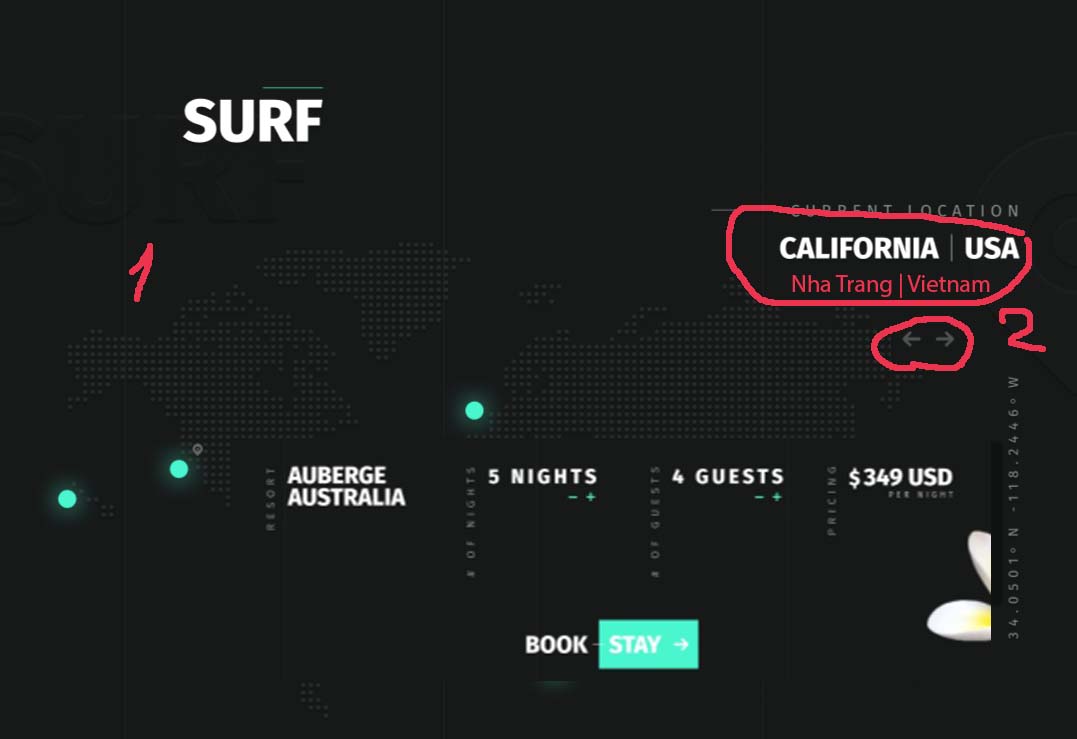 SURF
SURF
1
CURRENT LOCATION
CALIFORNIA | USA
Nha Trang | Vietnam
← →
2
RESORT
AUBERGE
AUSTRALIA
# OF NIGHTS
5 NIGHTS
− +
# OF GUESTS
4 GUESTS
− +
PRICING
$349 USD
PER NIGHT
34.0501° N -118.2446° W
BOOK STAY →